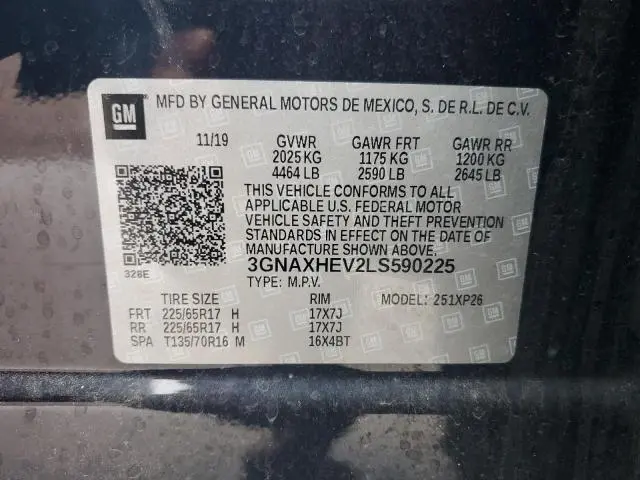 GM
MFD BY GENERAL MOTORS DE MEXICO, S. DE R.L. DE C.V.
11/19 GVWR GAWR FRT GAWR RR
2025 KG 1175 KG 1200 KG
4464 LB 2590 LB 2645 LB
THIS VEHICLE CONFORMS TO ALL
APPLICABLE U.S. FEDERAL MOTOR
VEHICLE SAFETY AND THEFT PREVENTION
STANDARDS IN EFFECT ON THE DATE OF
MANUFACTURE SHOWN ABOVE.
328E
3GNAXHEV2LS590225
TYPE: M.P.V.
TIRE SIZE RIM MODEL: 251XP26
FRT 225/65R17 H 17X7J
RR 225/65R17 H 17X7J
SPA T135/70R16 M 16X4BT